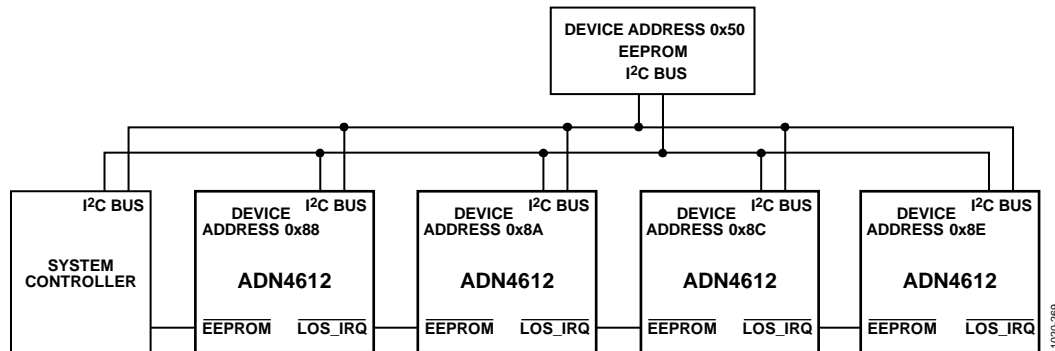 DEVICE ADDRESS 0x50
EEPROM
I2C BUS
I2C BUS
SYSTEM
CONTROLLER
I2C BUS
DEVICE
ADDRESS 0x88
ADN4612
EEPROM
LOS_IRQ
I2C BUS
DEVICE
ADDRESS 0x8A
ADN4612
EEPROM
LOS_IRQ
I2C BUS
DEVICE
ADDRESS 0x8C
ADN4612
EEPROM
LOS_IRQ
I2C BUS
DEVICE
ADDRESS 0x8E
ADN4612
EEPROM
LOS_IRQ